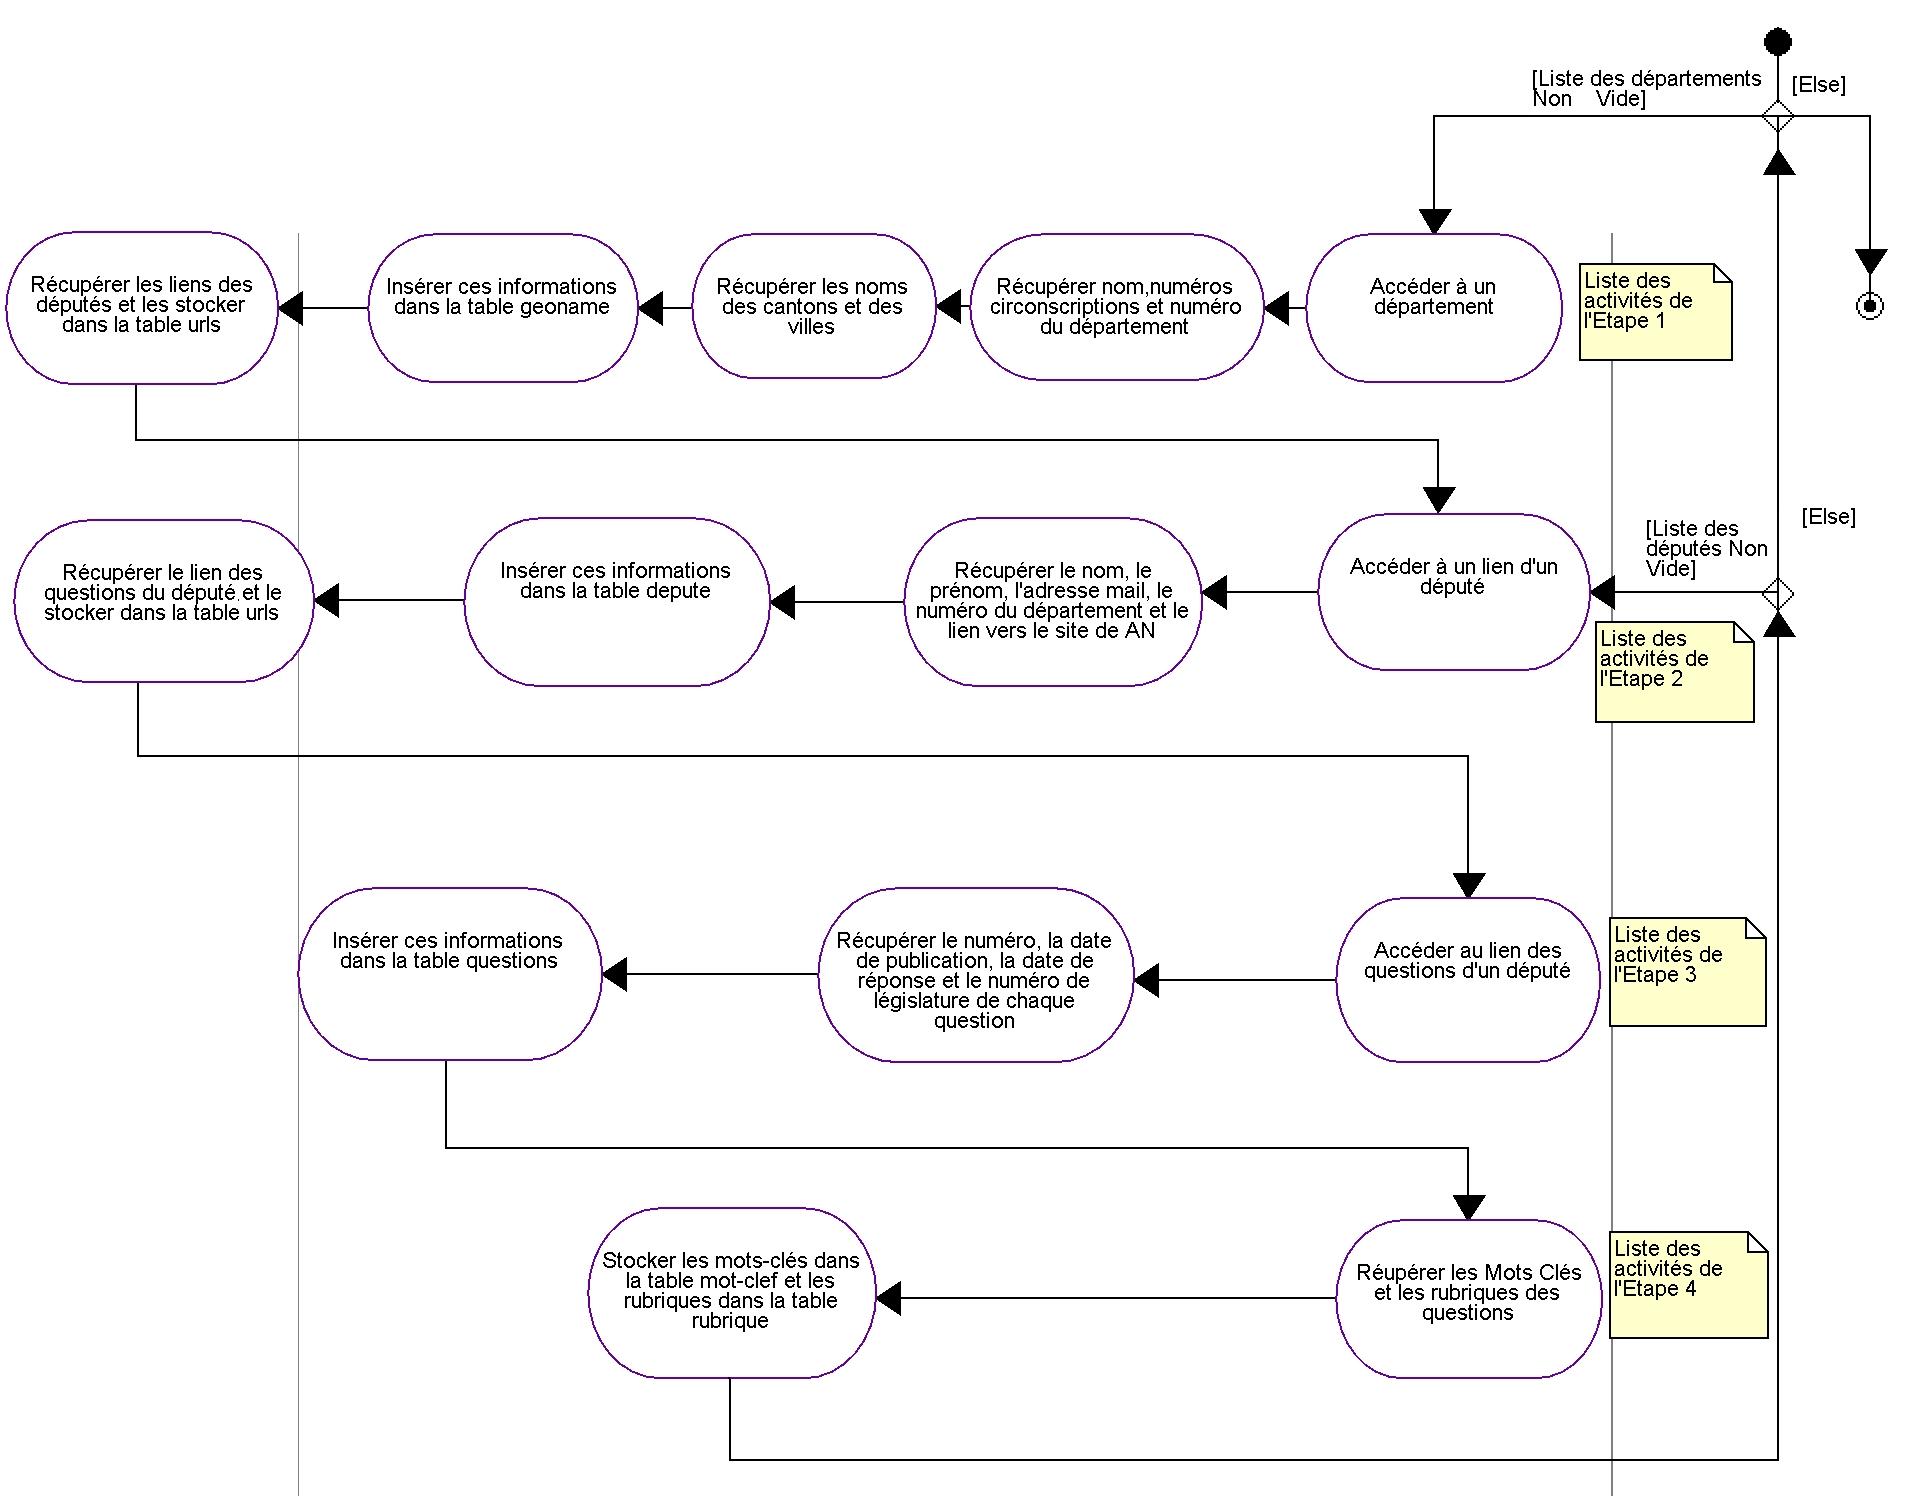 [Liste des départements
Non Vide]
[Else]
Récupérer les liens des
députés et les stocker
dans la table urls
Insérer ces informations
dans la table geoname
Récupérer les noms
des cantons et des
villes
Récupérer nom,numéros
circonscriptions et numéro
du département
Accéder à un
département
Liste des
activités de
l'Etape 1
[Else]
[Liste des
députés Non
Vide]
Récupérer le lien des
questions du député,et le
stocker dans la table urls
Insérer ces informations
dans la table depute
Récupérer le nom, le
prénom, l'adresse mail, le
numéro du département et le
lien vers le site de AN
Accéder à un lien d'un
député
Liste des
activités de
l'Etape 2
Insérer ces informations
dans la table questions
Récupérer le numéro, la date
de publication, la date de
réponse et le numéro de
législature de chaque
question
Accéder au lien des
questions d'un député
Liste des
activités de
l'Etape 3
Stocker les mots-clés dans
la table mot-clef et les
rubriques dans la table
rubrique
Réupérer les Mots Clés
et les rubriques des
questions
Liste des
activités de
l'Etape 4